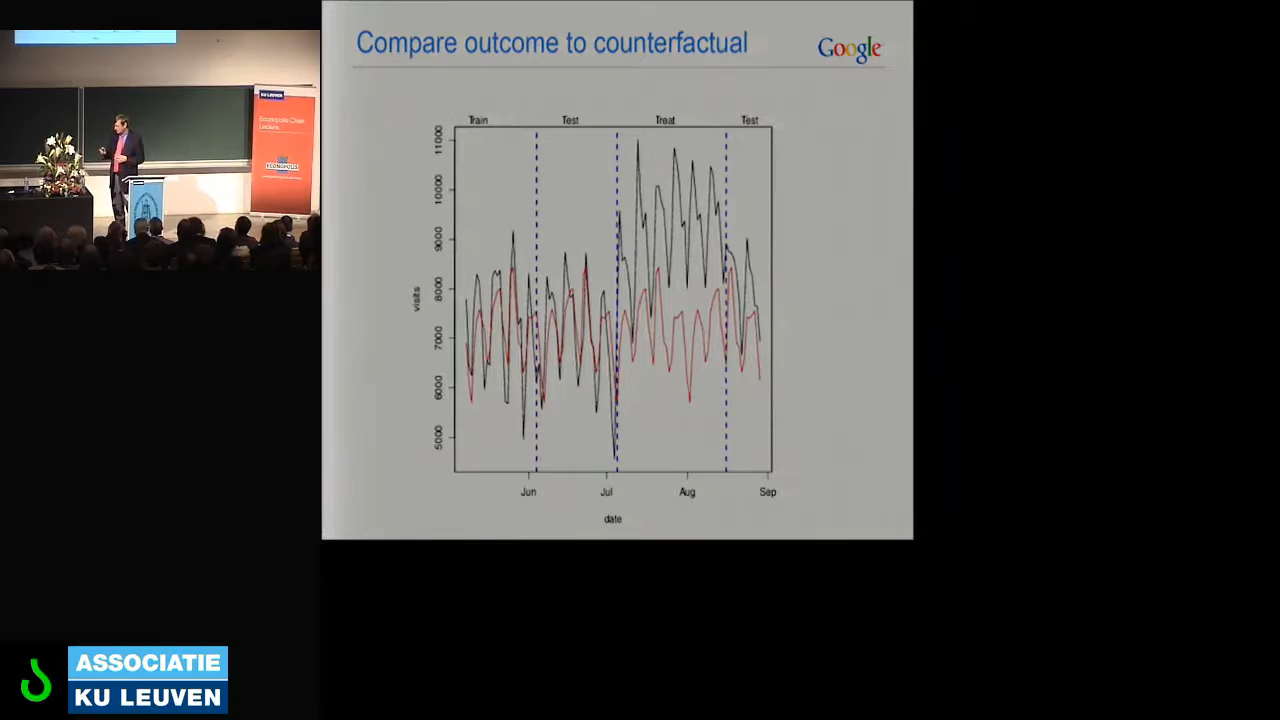 Compare outcome to counterfactual
Google
Train Test Treat Test
11000
10000
9000
8000
7000
6000
5000
visits
Jun Jul Aug Sep
date
KU LEUVEN
ECONOPOLIS
ASSOCIATIE
KU LEUVEN